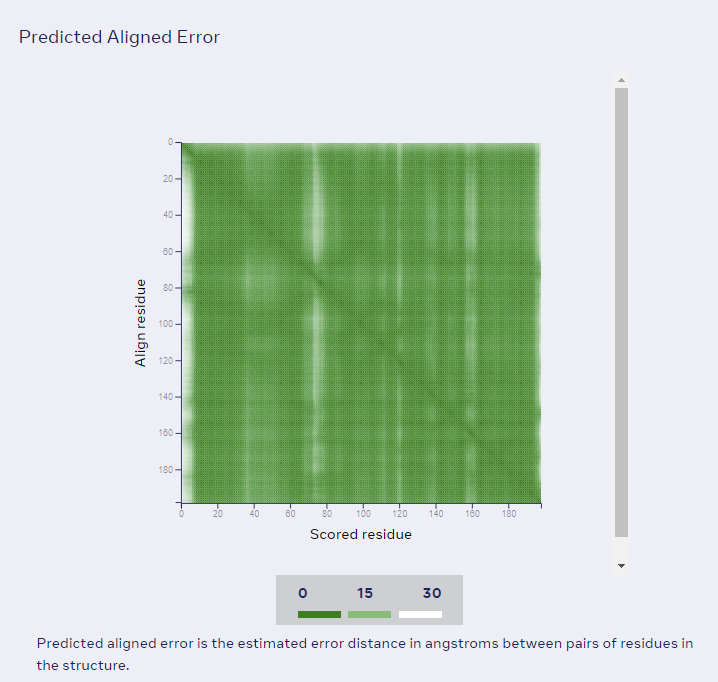 Predicted Aligned Error
0
20
40
60
80
100
120
140
160
180
Align residue
0 20 40 60 80 100 120 140 160 180
Scored residue
0 15 30
Predicted aligned error is the estimated error distance in angstroms between pairs of residues in
the structure.